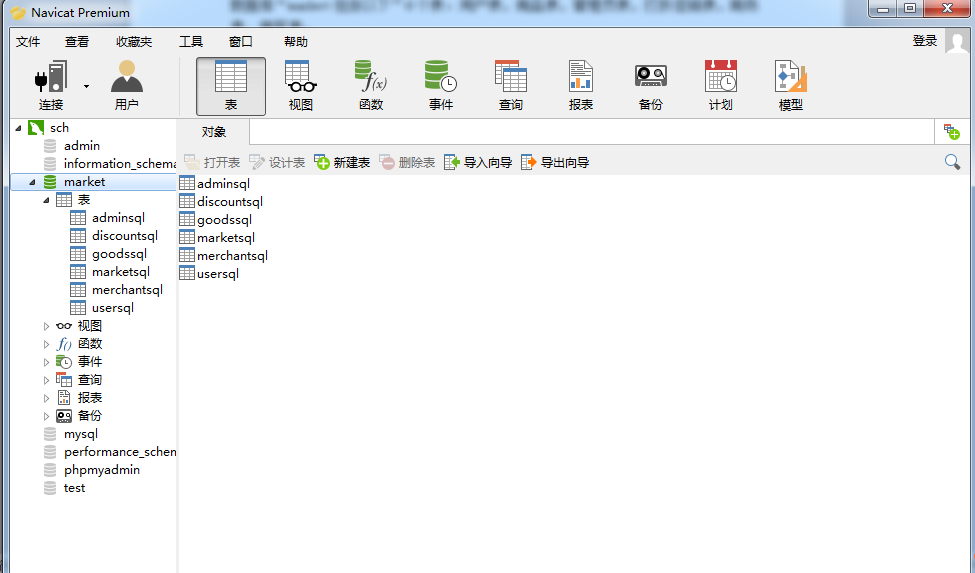 Navicat Premium
文件 查看 收藏夹 工具 窗口 帮助 登录
连接 用户 表 视图 函数 事件 查询 报表 备份 计划 模型
sch
admin
information_schema
market
表
adminsql
discountsql
goodssql
marketsql
merchantsql
usersql
视图
函数
事件
查询
报表
备份
mysql
performance_schem
phpmyadmin
test
对象
打开表 设计表 新建表 删除表 导入向导 导出向导
adminsql
discountsql
goodssql
marketsql
merchantsql
usersql